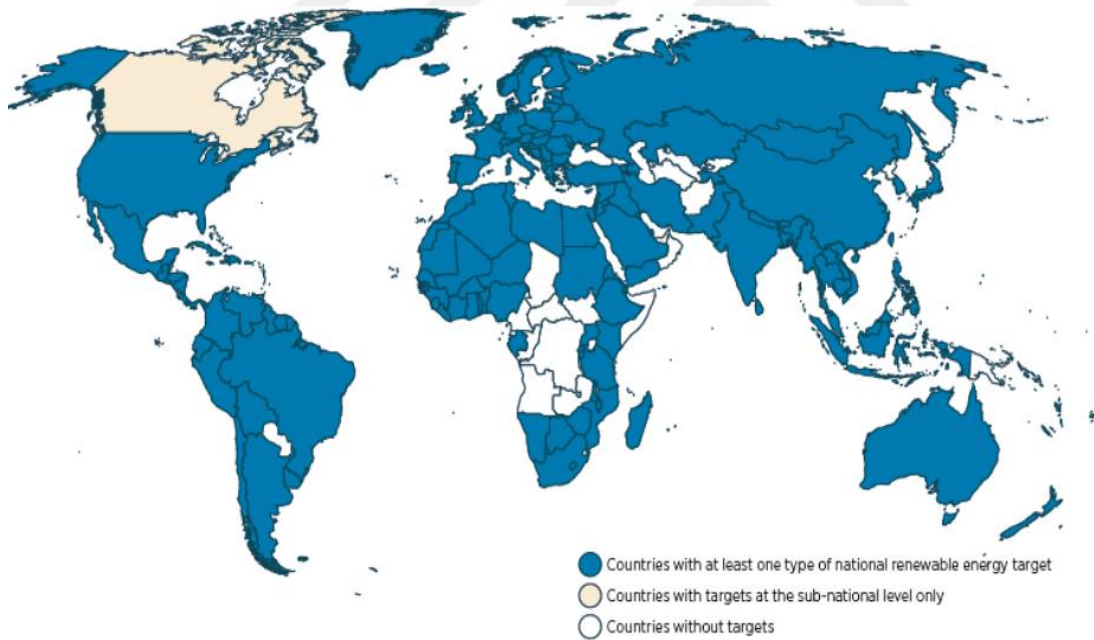 Countries with at least one type of national renewable energy target
Countries with targets at the sub-national level only
Countries without targets